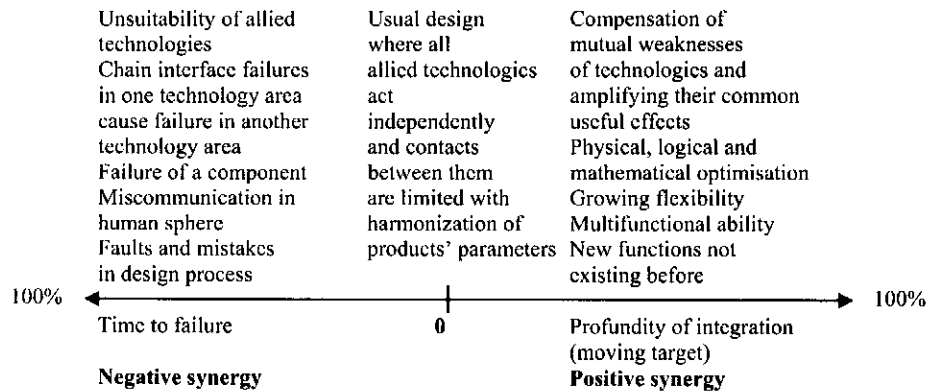 Unsuitability of allied
technologies
Chain interface failures
in one technology area
cause failure in another
technology area
Failure of a component
Miscommunication in
human sphere
Faults and mistakes
in design process
Usual design
where all
allied technologies
act
independently
and contacts
between them
are limited with
harmonization of
products' parameters
Compensation of
mutual weaknesses
of technologies and
amplifying their common
useful effects
Physical, logical and
mathematical optimisation
Growing flexibility
Multifunctional ability
New functions not
existing before
100%
100%
Time to failure
0
Profundity of integration
(moving target)
Negative synergy
Positive synergy